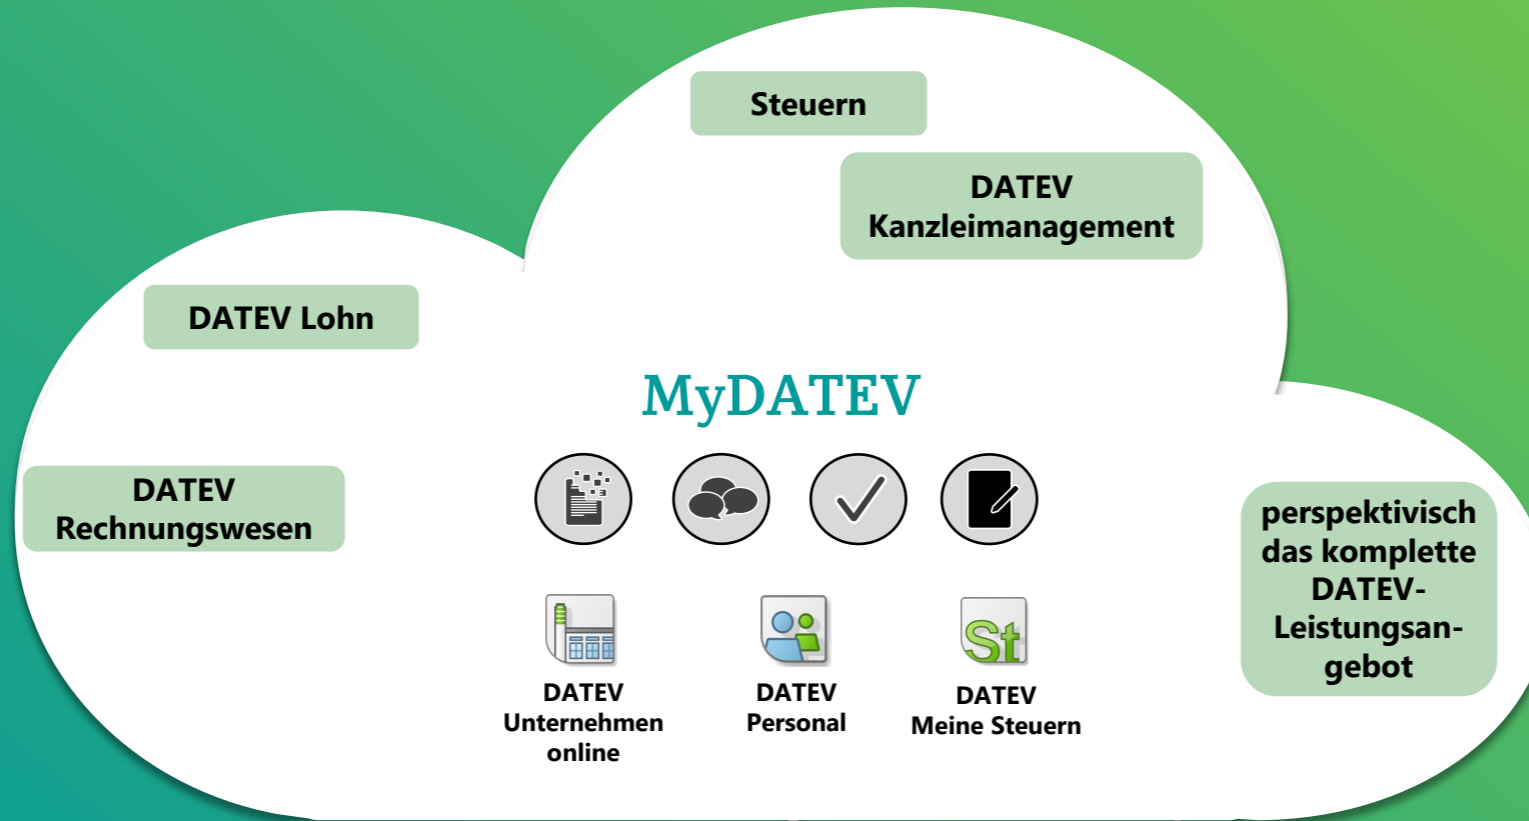 Steuern
DATEV
Kanzleimanagement
DATEV Lohn
MyDATEV
DATEV
Rechnungswesen
perspektivisch
das komplette
DATEV-
Leistungsan-
gebot
St
DATEV
Unternehmen
online
DATEV
Personal
DATEV
Meine Steuern